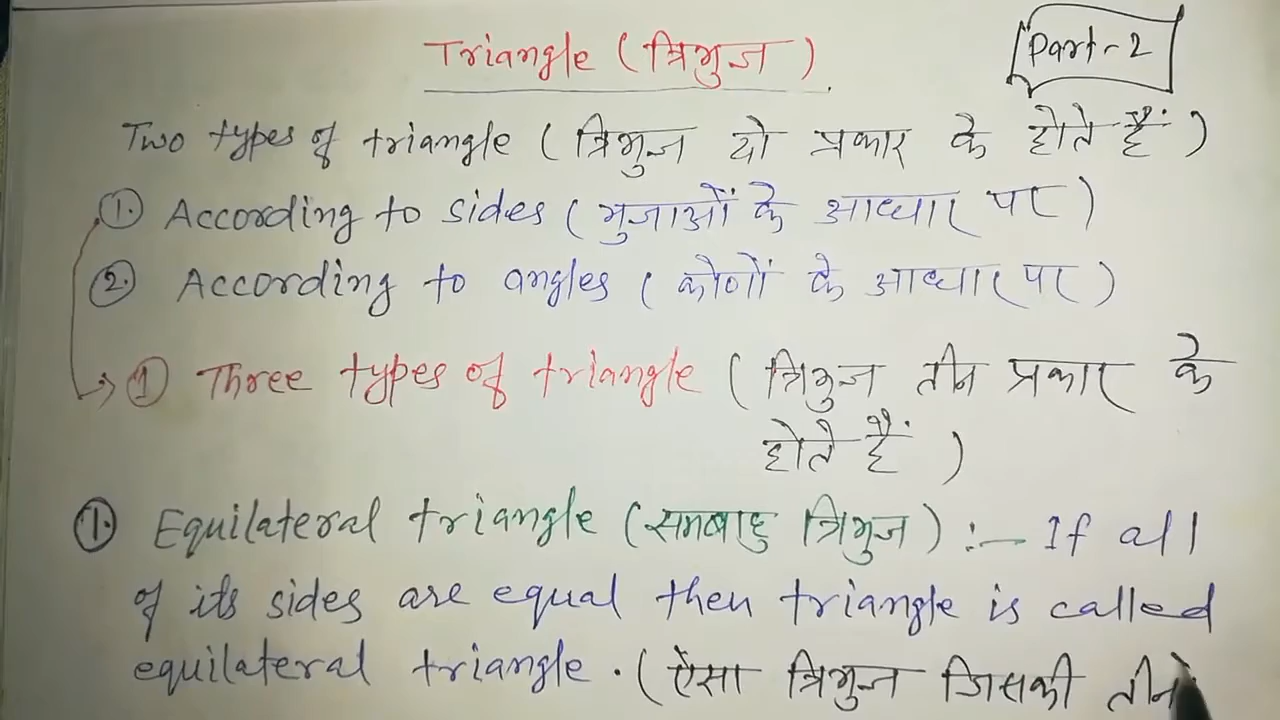 Triangle (त्रिभुज)
Part-2
Two types of triangle (त्रिभुज दो प्रकार के होते हैं)
1. According to sides (भुजाओं के आधार पर)
2. According to angles (कोणों के आधार पर)
1 Three types of triangle (त्रिभुज तीन प्रकार के
होते हैं)
1. Equilateral triangle (समबाहु त्रिभुज) :- If all
of its sides are equal then triangle is called
equilateral triangle. (ऐसा त्रिभुज जिसकी